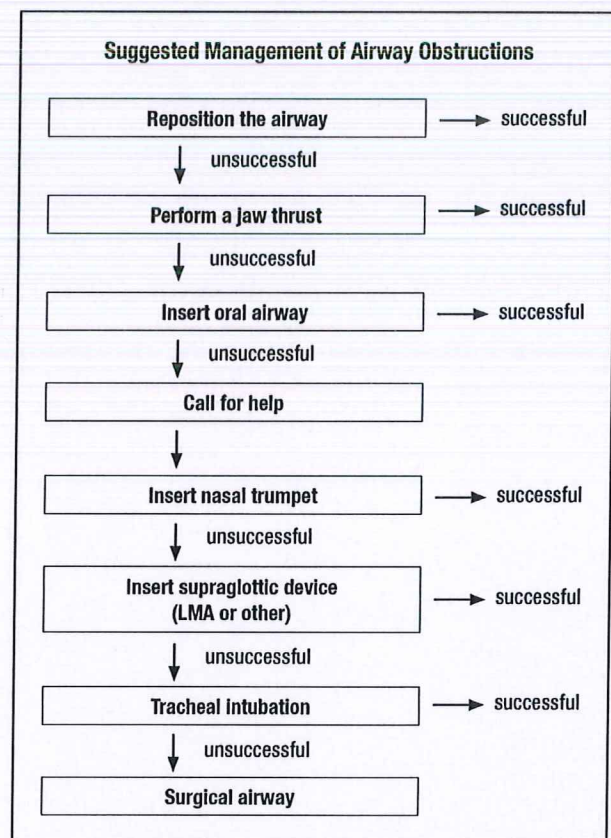 Suggested Management of Airway Obstructions
Reposition the airway
successful
unsuccessful
Perform a jaw thrust
successful
unsuccessful
Insert oral airway
successful
unsuccessful
Call for help
Insert nasal trumpet
successful
unsuccessful
Insert supraglottic device
(LMA or other)
successful
unsuccessful
Tracheal intubation
successful
unsuccessful
Surgical airway